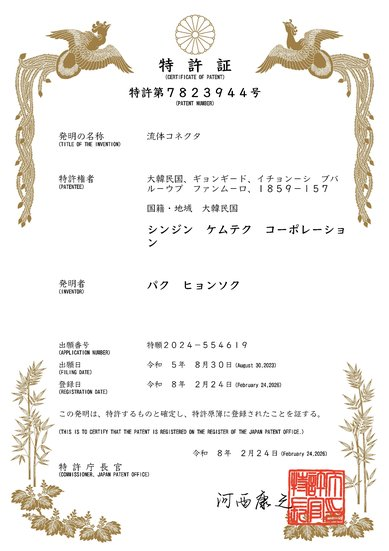 特許証
(CERTIFICATE OF PATENT)
特許第7823944号
(PATENT NUMBER)
発明の名称 流体コネクタ
(TITLE OF THE INVENTION)
特許権者 大韓民国、ギョンギ－ド、イチョン－シ ブバ
(PATENTEE) ル－ウブ ファンム－ロ、1859－157
国籍・地域 大韓民国
シンジン ケムテク コーポレーショ
ン
発明者 パク ヒョンソク
(INVENTOR)
出願番号 特願2024－554619
(APPLICATION NUMBER)
出願日 令和 5年 8月30日(August 30,2023)
(FILING DATE)
登録日 令和 8年 2月24日(February 24,2026)
(REGISTRATION DATE)
この発明は、特許するものと確定し、特許原簿に登録されたことを証する。
(THIS IS TO CERTIFY THAT THE PATENT IS REGISTERED ON THE REGISTER OF THE JAPAN PATENT OFFICE.)
令和 8年 2月24日(February 24,2026)
特許庁長官
(COMMISSIONER, JAPAN PATENT OFFICE)
河西康之